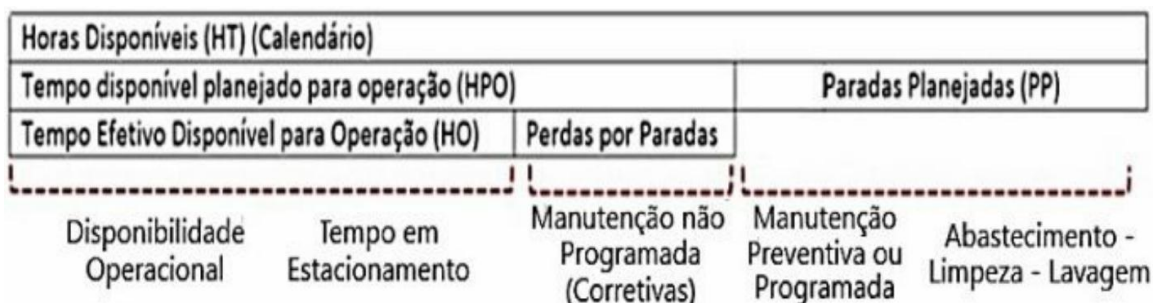 Horas Disponíveis (HT) (Calendário)
Tempo disponível planejado para operação (HPO)
Paradas Planejadas (PP)
Tempo Efetivo Disponível para Operação (HO)
Perdas por Paradas
Disponibilidade
Operacional
Tempo em
Estacionamento
Manutenção não
Programada
(Corretivas)
Manutenção
Preventiva ou
Programada
Abastecimento -
Limpeza - Lavagem